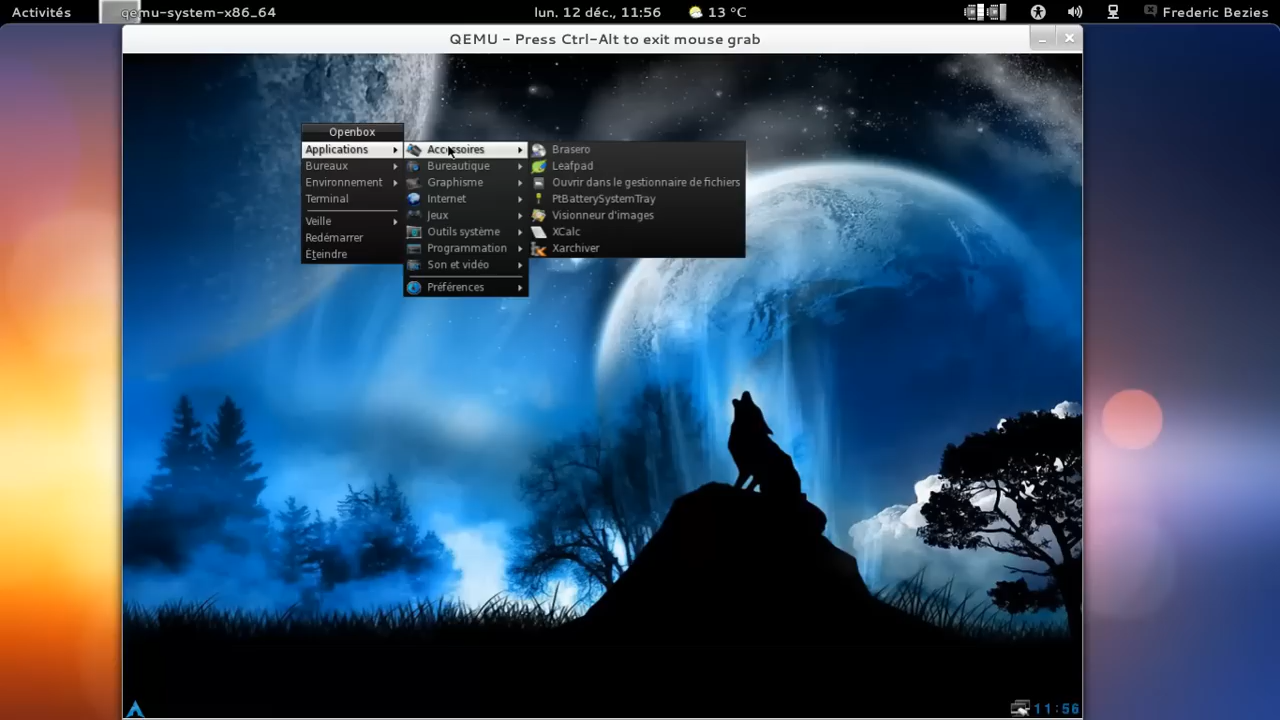 Activités
qemu-system-x86_64
lun. 12 déc., 11:56
13 °C
Frederic Bezies
QEMU - Press Ctrl-Alt to exit mouse grab
Openbox
Applications
Bureaux
Environnement
Terminal
Veille
Redémarrer
Éteindre
Accessoires
Bureautique
Graphisme
Internet
Jeux
Outils système
Programmation
Son et vidéo
Préférences
Brasero
Leafpad
Ouvrir dans le gestionnaire de fichiers
PtBatterySystemTray
Visionneur d'images
XCalc
Xarchiver
11:56